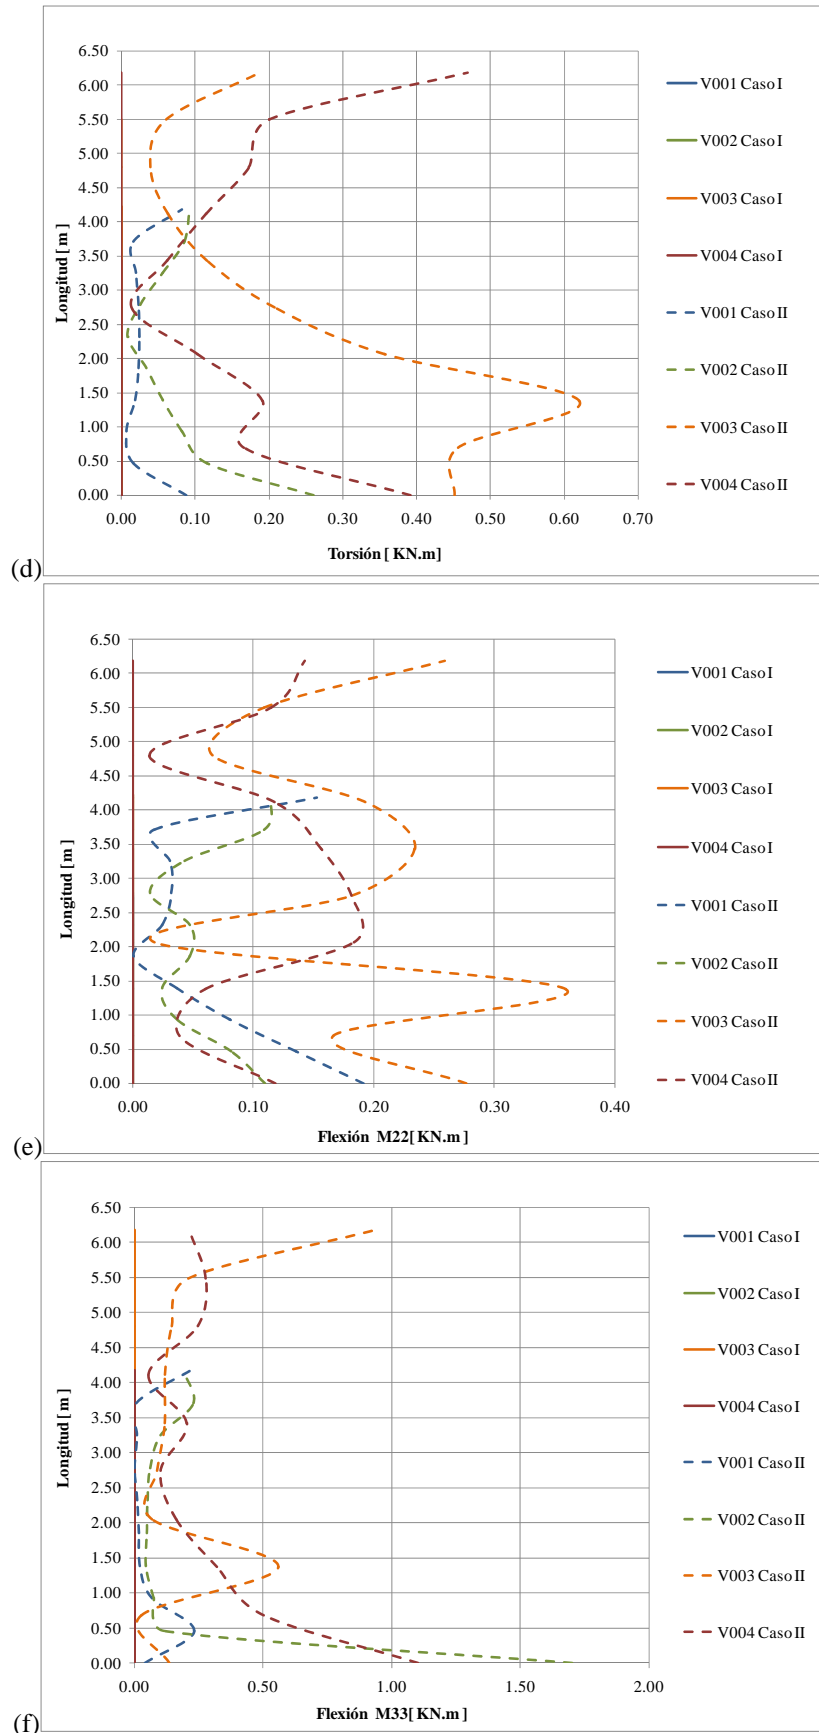 6.50
6.00
5.50
5.00
4.50
4.00
3.50
3.00
2.50
2.00
1.50
1.00
0.50
0.00
Longitud [ m ]
0.00 0.10 0.20 0.30 0.40 0.50 0.60 0.70
Torsión [ KN.m]
V001 Caso I
V002 Caso I
V003 Caso I
V004 Caso I
V001 Caso II
V002 Caso II
V003 Caso II
V004 Caso II
(d)
6.50
6.00
5.50
5.00
4.50
4.00
3.50
3.00
2.50
2.00
1.50
1.00
0.50
0.00
Longitud [ m ]
0.00 0.10 0.20 0.30 0.40
Flexión M22[ KN.m]
V001 Caso I
V002 Caso I
V003 Caso I
V004 Caso I
V001 Caso II
V002 Caso II
V003 Caso II
V004 Caso II
(e)
6.50
6.00
5.50
5.00
4.50
4.00
3.50
3.00
2.50
2.00
1.50
1.00
0.50
0.00
Longitud [ m ]
0.00 0.50 1.00 1.50 2.00
Flexión M33[ KN.m]
V001 Caso I
V002 Caso I
V003 Caso I
V004 Caso I
V001 Caso II
V002 Caso II
V003 Caso II
V004 Caso II
(f)